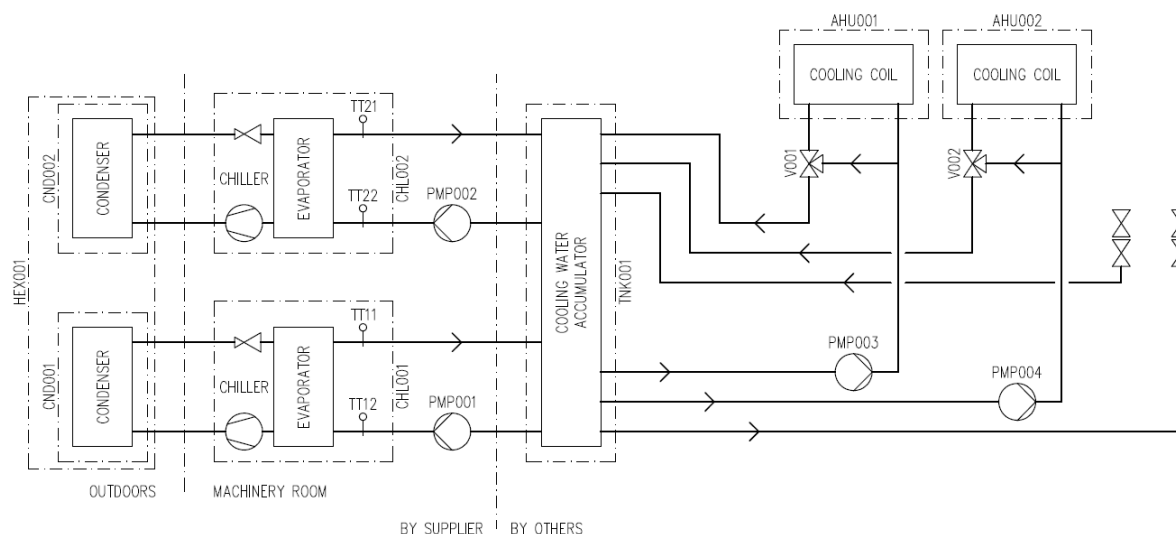 AHU001
AHU002
COOLING COIL
COOLING COIL
V001
V002
HEX001
CND002
CONDENSER
CHILLER
EVAPORATOR
TT21
TT22
CHL002
PMP002
CND001
CONDENSER
CHILLER
EVAPORATOR
TT11
TT12
CHL001
PMP001
COOLING WATER
ACCUMULATOR
TNK001
PMP003
PMP004
OUTDOORS
MACHINERY ROOM
BY SUPPLIER
BY OTHERS